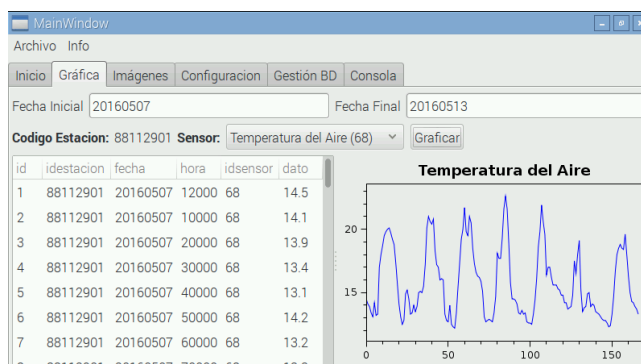 MainWindow
Archivo Info
Inicio Gráfica Imágenes Configuracion Gestión BD Consola
Fecha Inicial 20160507 Fecha Final 20160513
Codigo Estacion: 88112901 Sensor: Temperatura del Aire (68) Graficar
id idestacion fecha hora idsensor dato
1 88112901 20160507 12000 68 14.5
2 88112901 20160507 10000 68 14.1
3 88112901 20160507 20000 68 13.9
4 88112901 20160507 30000 68 13.4
5 88112901 20160507 40000 68 13.1
6 88112901 20160507 50000 68 14.2
7 88112901 20160507 60000 68 13.2
Temperatura del Aire
20
15
0 50 100 150